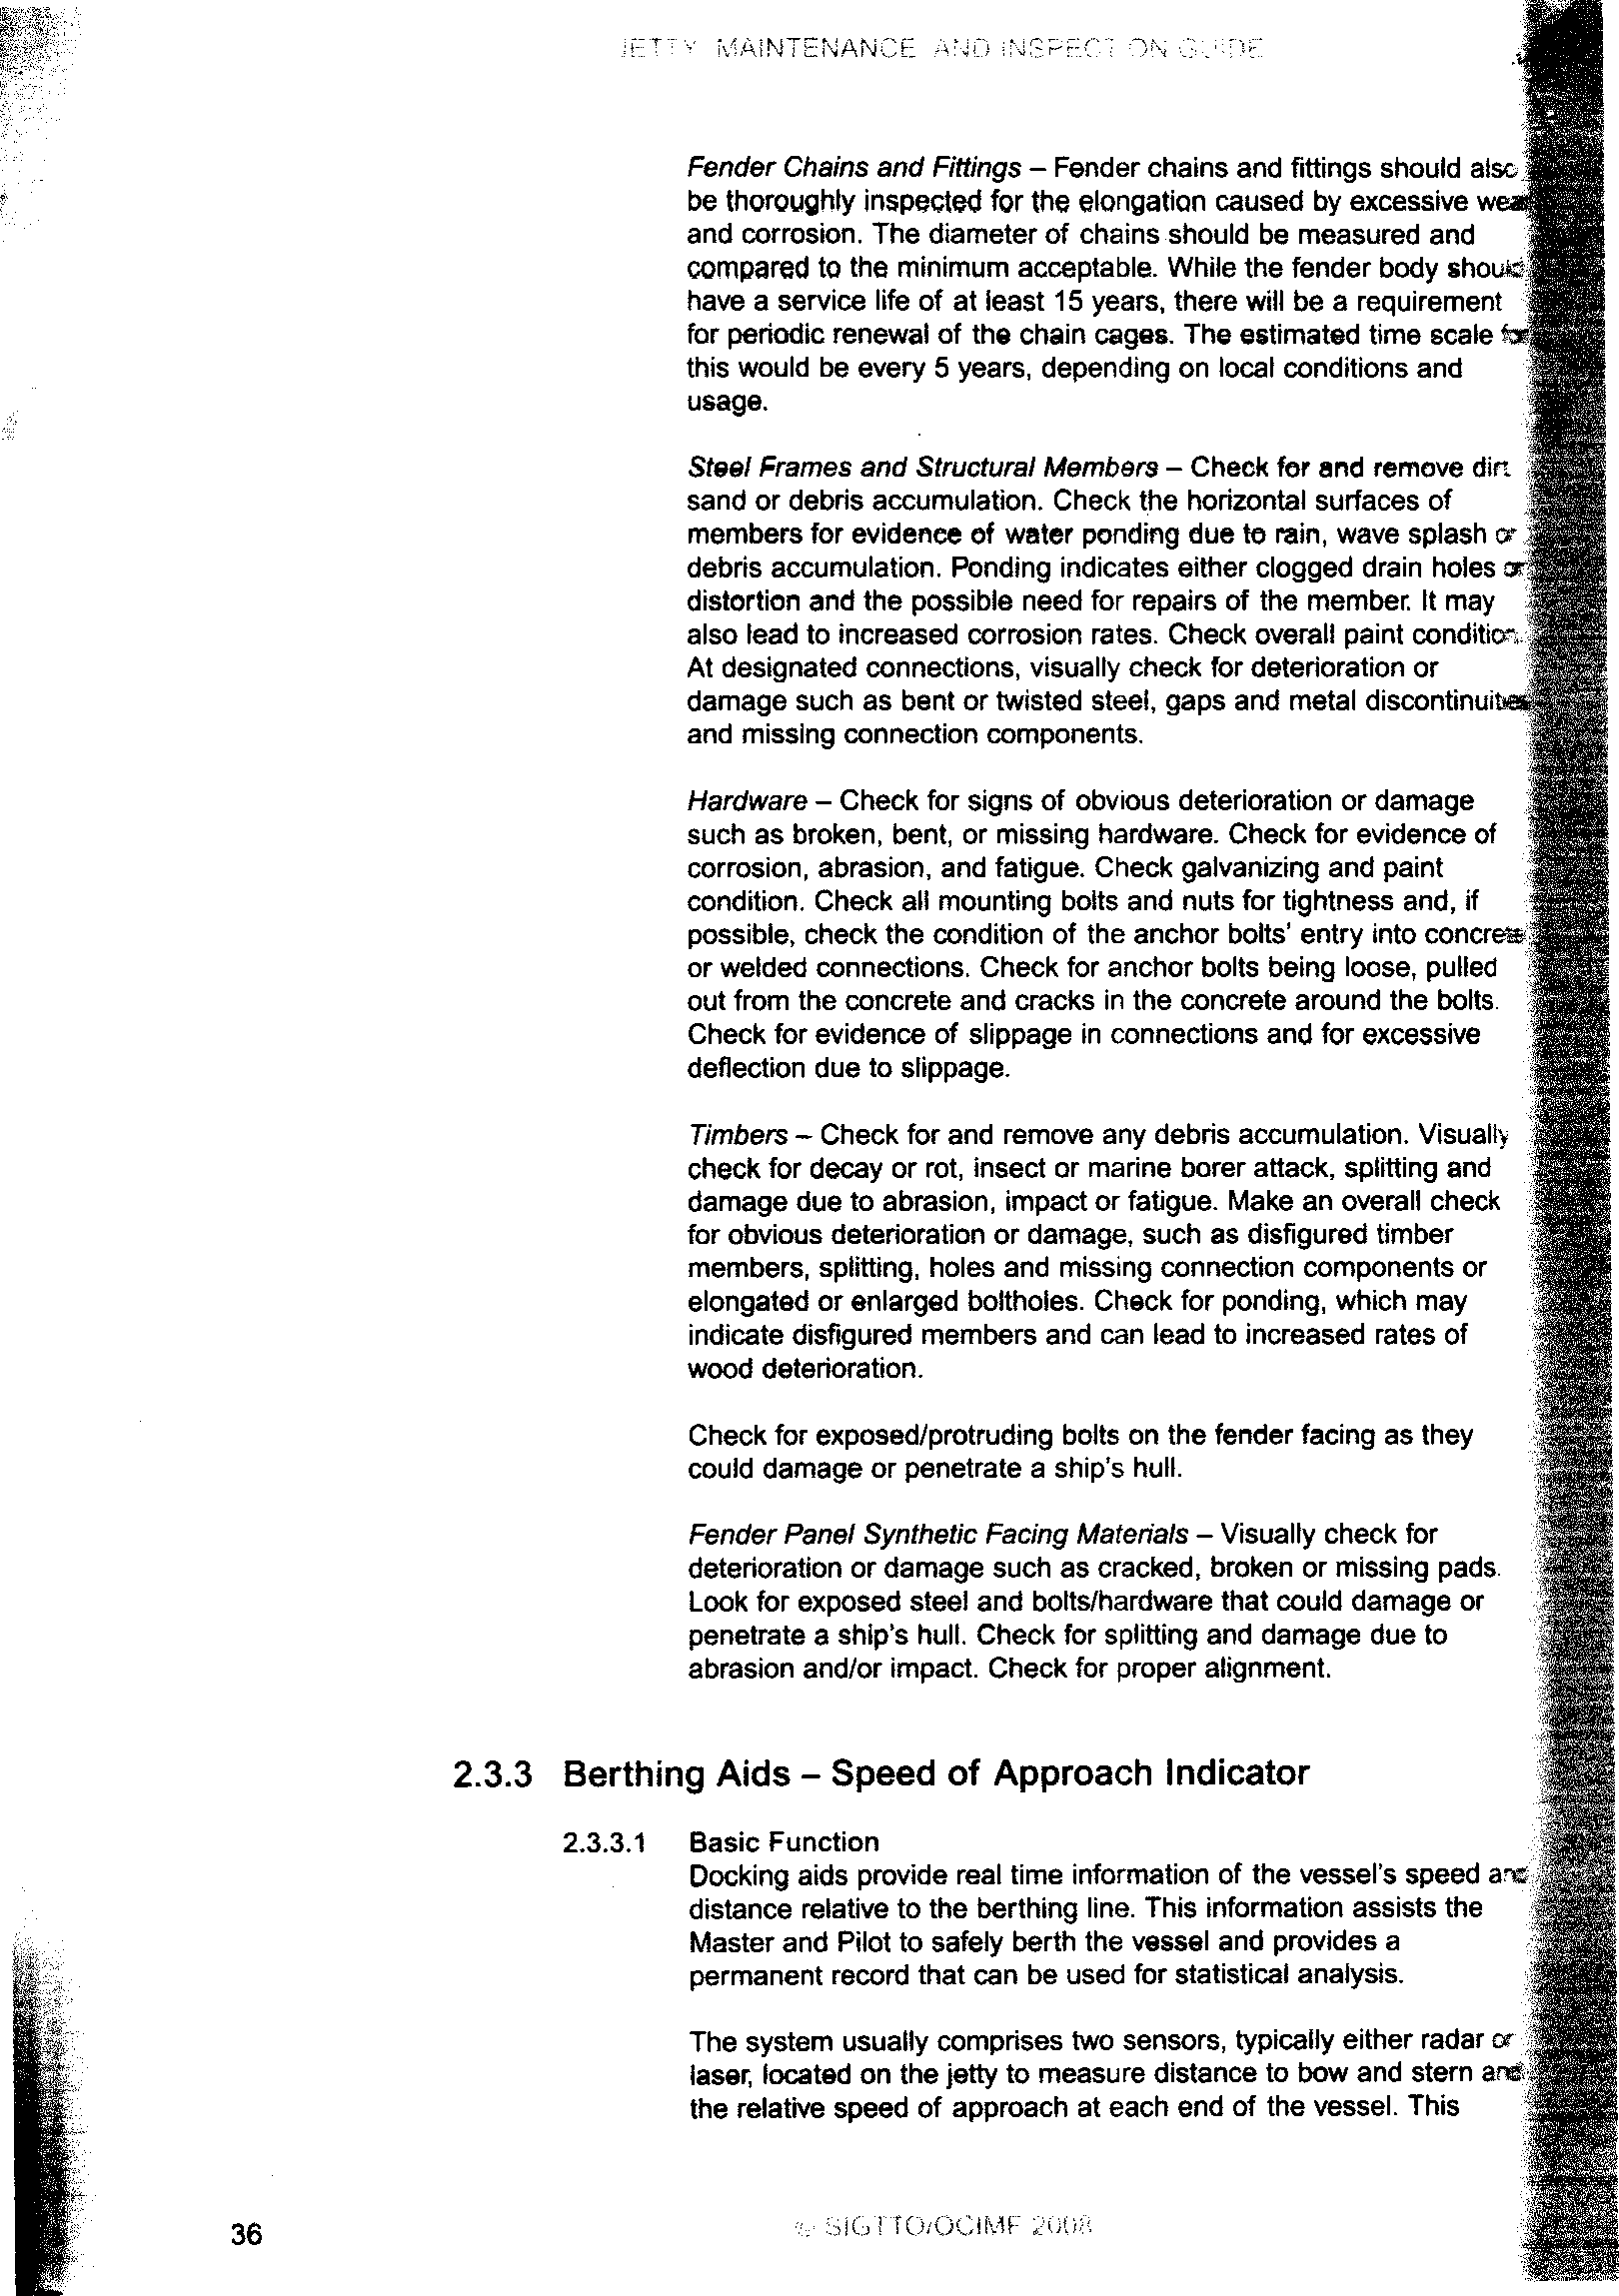 JETTY MAINTENANCE AND INSPECTION GUIDE
Fender Chains and Fittings – Fender chains and fittings should also
be thoroughly inspected for the elongation caused by excessive wear
and corrosion. The diameter of chains should be measured and
compared to the minimum acceptable. While the fender body should
have a service life of at least 15 years, there will be a requirement
for periodic renewal of the chain cages. The estimated time scale for
this would be every 5 years, depending on local conditions and
usage.
Steel Frames and Structural Members – Check for and remove dirt
sand or debris accumulation. Check the horizontal surfaces of
members for evidence of water ponding due to rain, wave splash or
debris accumulation. Ponding indicates either clogged drain holes or
distortion and the possible need for repairs of the member. It may
also lead to increased corrosion rates. Check overall paint condition.
At designated connections, visually check for deterioration or
damage such as bent or twisted steel, gaps and metal discontinuities
and missing connection components.
Hardware – Check for signs of obvious deterioration or damage
such as broken, bent, or missing hardware. Check for evidence of
corrosion, abrasion, and fatigue. Check galvanizing and paint
condition. Check all mounting bolts and nuts for tightness and, if
possible, check the condition of the anchor bolts' entry into concrete
or welded connections. Check for anchor bolts being loose, pulled
out from the concrete and cracks in the concrete around the bolts.
Check for evidence of slippage in connections and for excessive
deflection due to slippage.
Timbers – Check for and remove any debris accumulation. Visually
check for decay or rot, insect or marine borer attack, splitting and
damage due to abrasion, impact or fatigue. Make an overall check
for obvious deterioration or damage, such as disfigured timber
members, splitting, holes and missing connection components or
elongated or enlarged boltholes. Check for ponding, which may
indicate disfigured members and can lead to increased rates of
wood deterioration.
Check for exposed/protruding bolts on the fender facing as they
could damage or penetrate a ship's hull.
Fender Panel Synthetic Facing Materials – Visually check for
deterioration or damage such as cracked, broken or missing pads.
Look for exposed steel and bolts/hardware that could damage or
penetrate a ship's hull. Check for splitting and damage due to
abrasion and/or impact. Check for proper alignment.
2.3.3 Berthing Aids – Speed of Approach Indicator
2.3.3.1 Basic Function
Docking aids provide real time information of the vessel's speed and
distance relative to the berthing line. This information assists the
Master and Pilot to safely berth the vessel and provides a
permanent record that can be used for statistical analysis.
The system usually comprises two sensors, typically either radar or
laser, located on the jetty to measure distance to bow and stern and
the relative speed of approach at each end of the vessel. This
36
© SIGTTO/OCIMF 2008